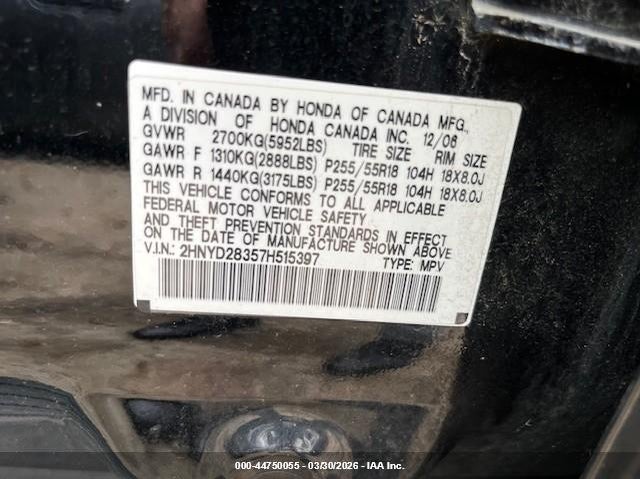 MFD. IN CANADA BY HONDA OF CANADA MFG.,
A DIVISION OF HONDA CANADA INC. 12/06
GVWR 2700KG(5952LBS) TIRE SIZE RIM SIZE
GAWR F 1310KG(2888LBS) P255/55R18 104H 18X8.0J
GAWR R 1440KG(3175LBS) P255/55R18 104H 18X8.0J
THIS VEHICLE CONFORMS TO ALL APPLICABLE
FEDERAL MOTOR VEHICLE SAFETY
AND THEFT PREVENTION STANDARDS IN EFFECT
ON THE DATE OF MANUFACTURE SHOWN ABOVE
V.I.N.: 2HNYD28357H515397 TYPE: MPV
000-44750055 - 03/30/2026 - IAA Inc.